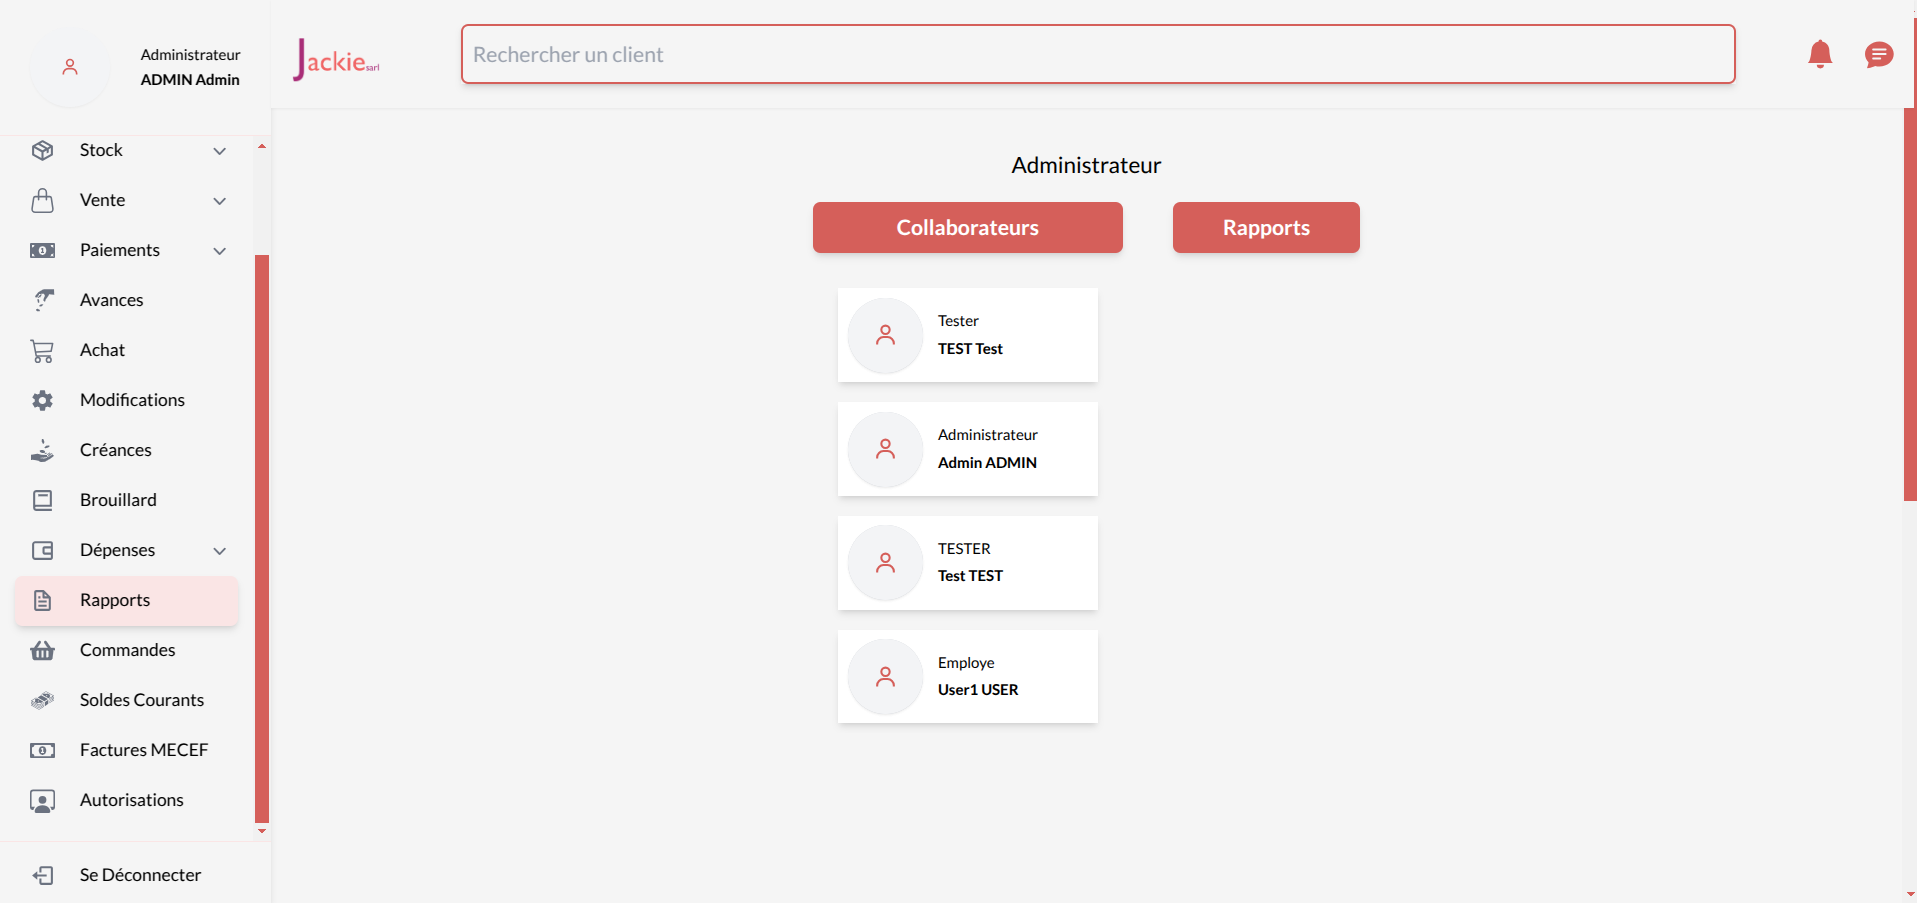 Administrateur
ADMIN Admin
Jackie sarl
Rechercher un client
Stock
Vente
Paiements
Avances
Achat
Modifications
Créances
Brouillard
Dépenses
Rapports
Commandes
Soldes Courants
Factures MECEF
Autorisations
Se Déconnecter
Administrateur
Collaborateurs
Rapports
Tester
TEST Test
Administrateur
Admin ADMIN
TESTER
Test TEST
Employe
User1 USER